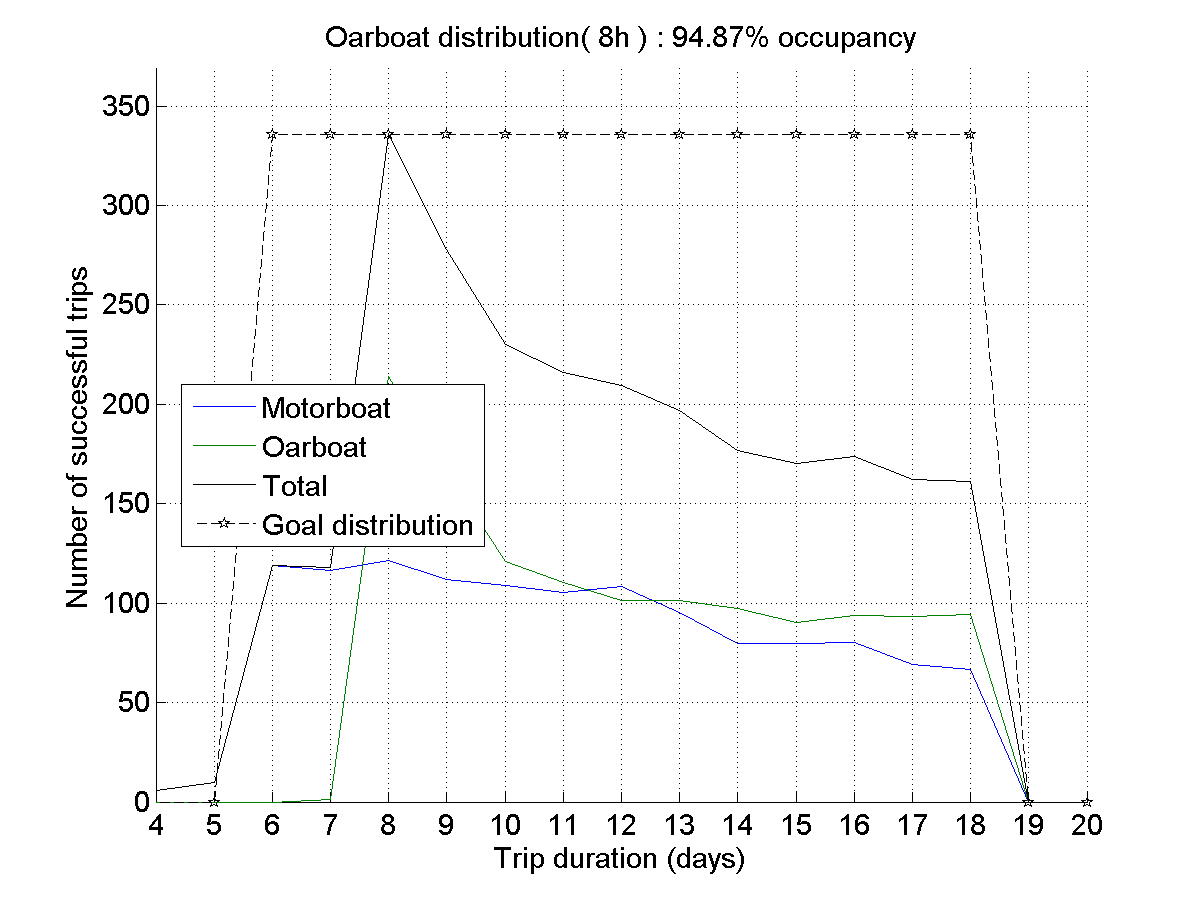 Oarboat distribution( 8h ) : 94.87% occupancy
Number of successful trips
350
300
250
200
150
100
50
0
Motorboat
Oarboat
Total
Goal distribution
4 5 6 7 8 9 10 11 12 13 14 15 16 17 18 19 20
Trip duration (days)